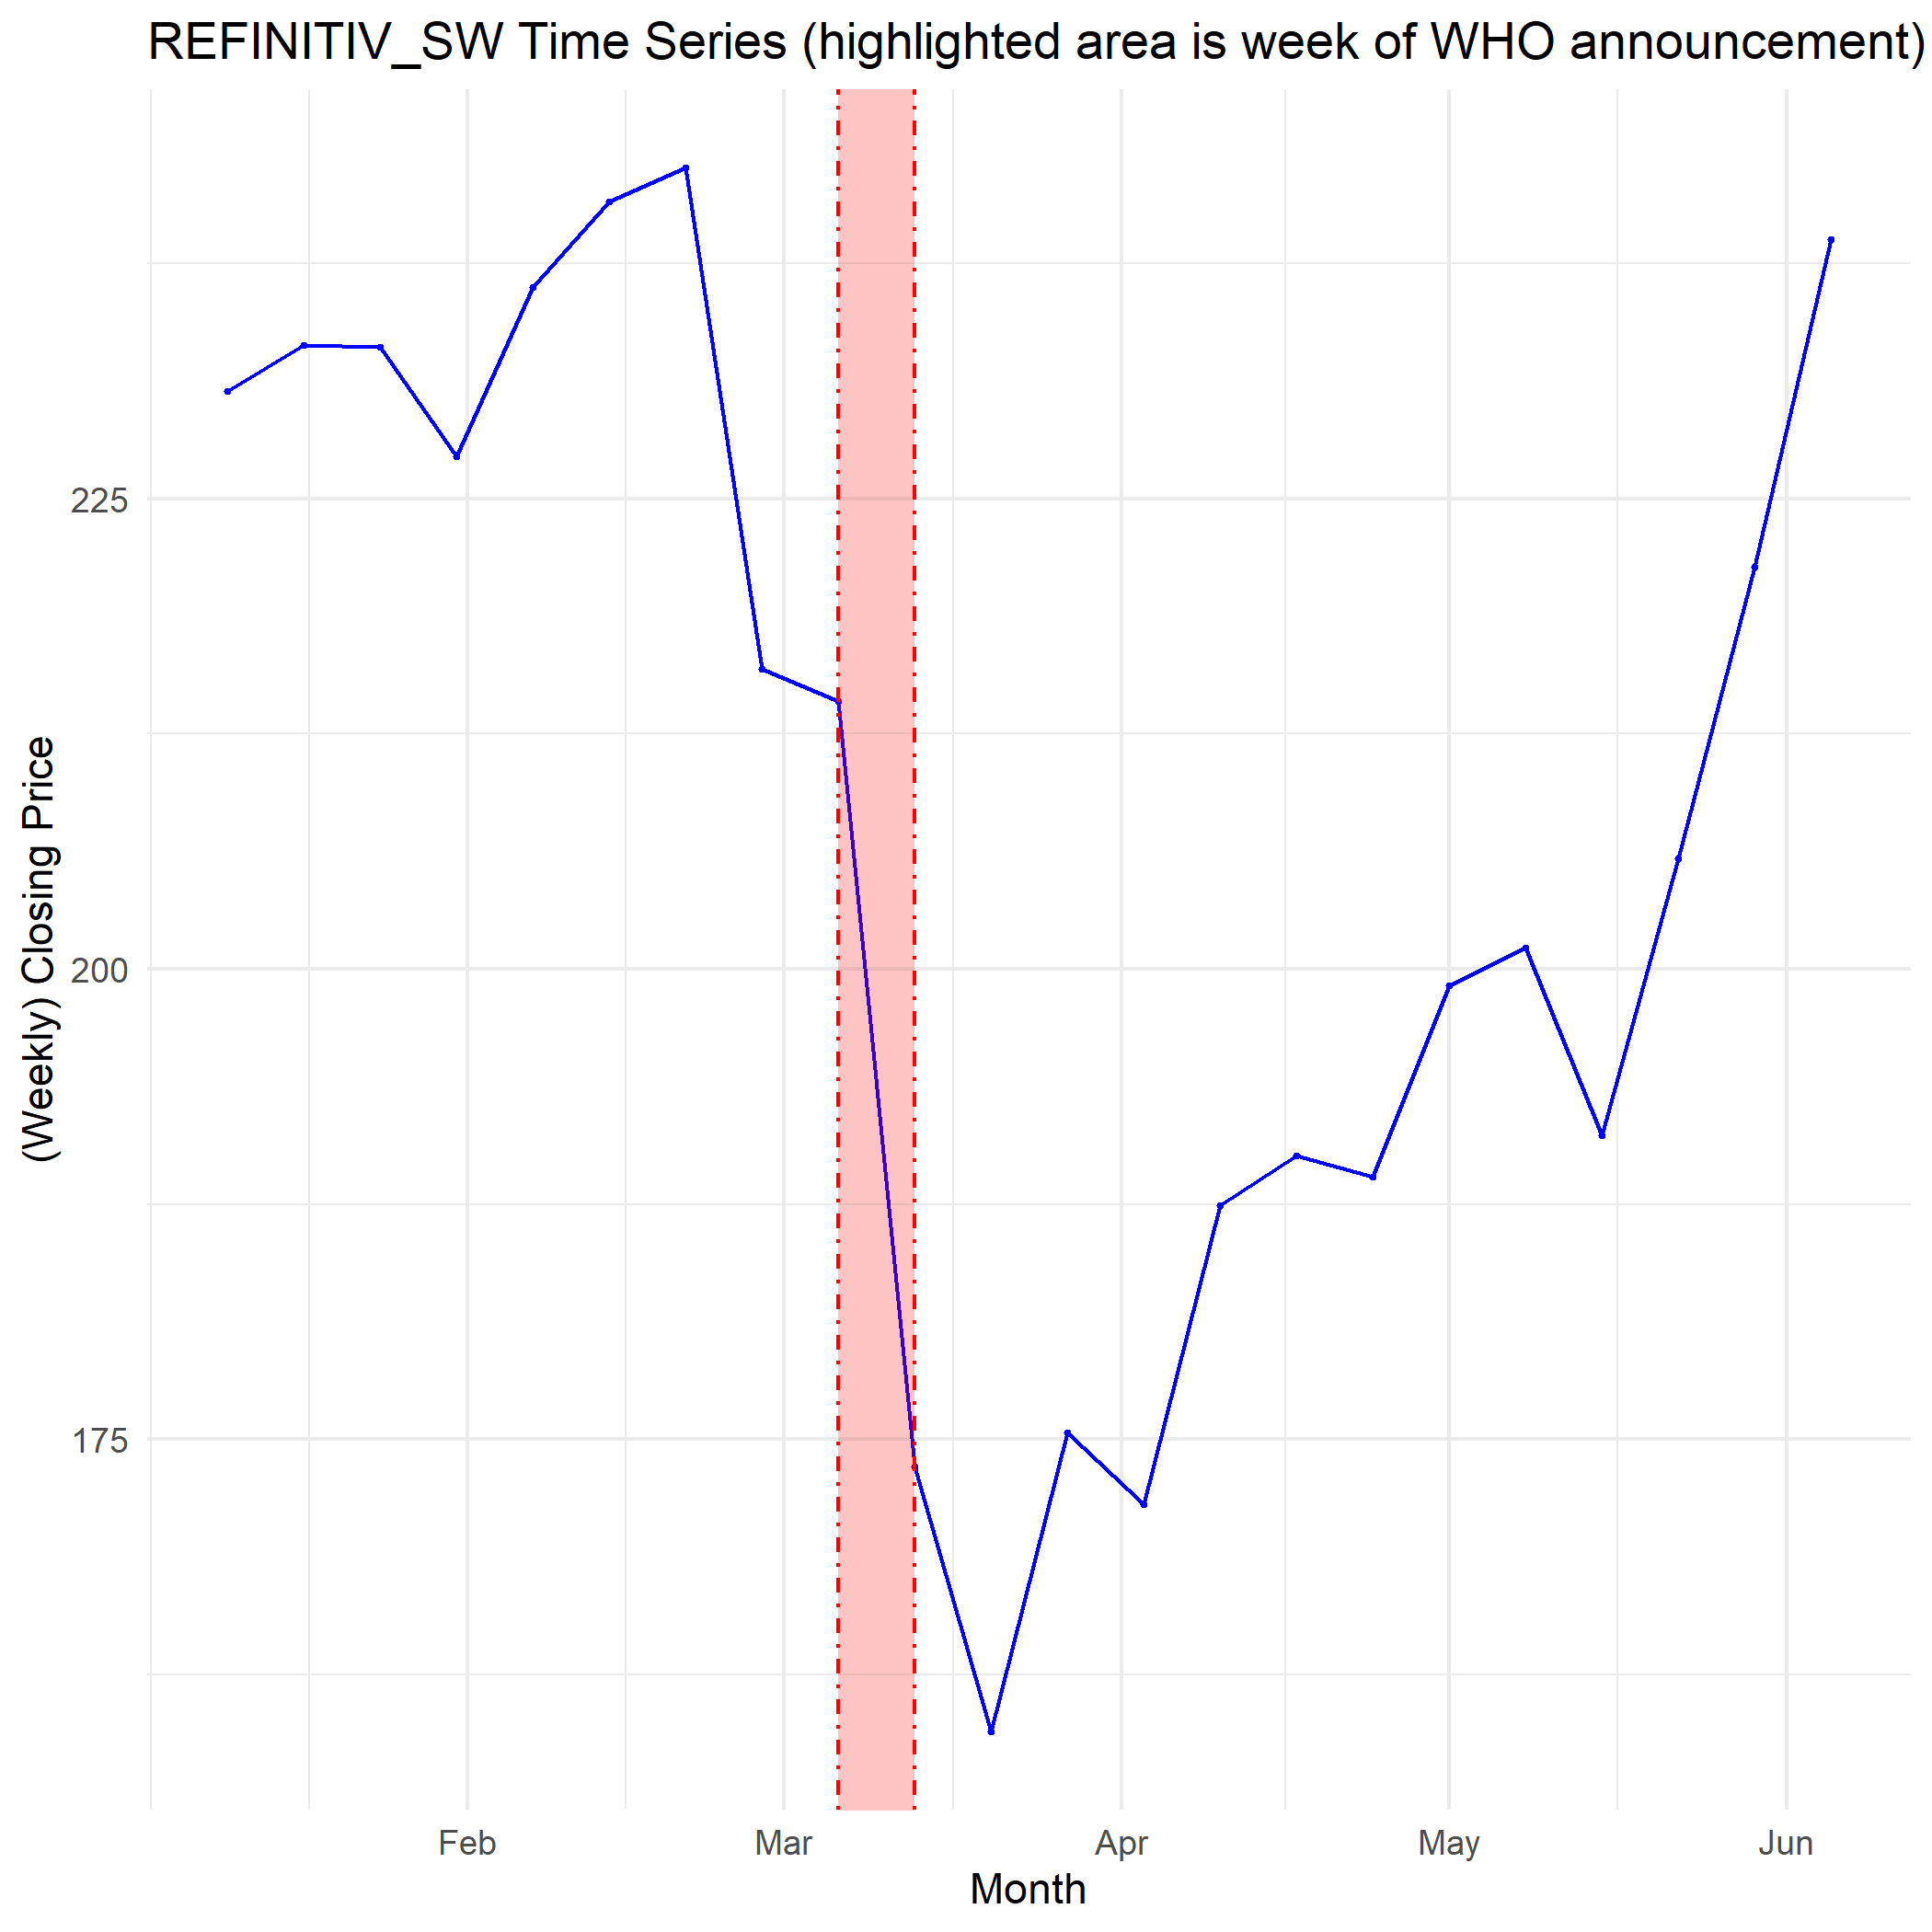 REFINITIV_SW Time Series (highlighted area is week of WHO announcement)
(Weekly) Closing Price
225
200
175
Feb Mar Apr May Jun
Month